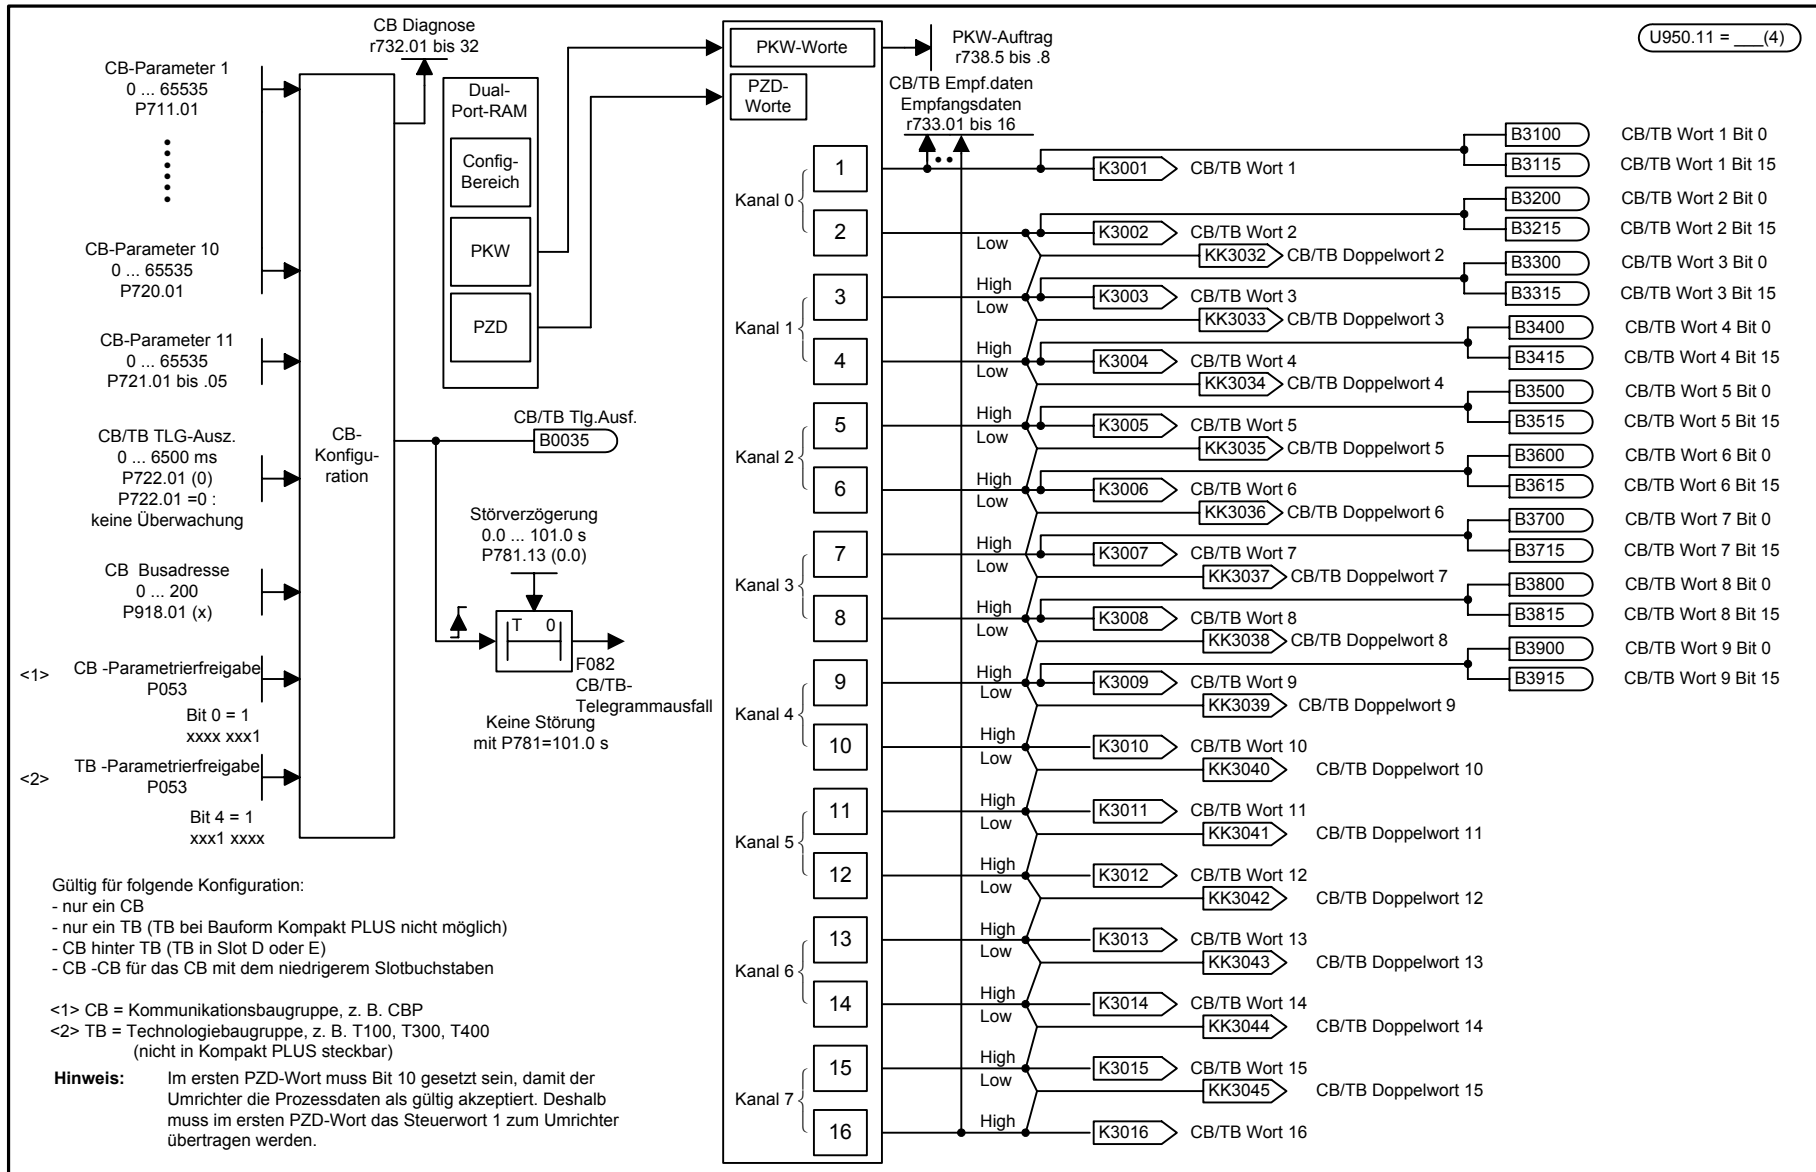 U950.11 = ___(4)
CB Diagnose
r732.01 bis 32
CB-Parameter 1
0 ... 65535
P711.01
CB-Parameter 10
0 ... 65535
P720.01
CB-Parameter 11
0 ... 65535
P721.01 bis .05
CB/TB TLG-Ausz.
0 ... 6500 ms
P722.01 (0)
P722.01 =0 :
keine Überwachung
CB Busadresse
0 ... 200
P918.01 (x)
<1> CB -Parametrierfreigabe
P053
Bit 0 = 1
xxxx xxx1
<2> TB -Parametrierfreigabe
P053
Bit 4 = 1
xxx1 xxxx
CB-
Konfigu-
ration
Dual-
Port-RAM
Config-
Bereich
PKW
PZD
CB/TB Tlg.Ausf.
B0035
Störverzögerung
0.0 ... 101.0 s
P781.13 (0.0)
T 0
F082
CB/TB-
Telegrammausfall
Keine Störung
mit P781=101.0 s
PKW-Worte
PZD-
Worte
PKW-Auftrag
r738.5 bis .8
CB/TB Empf.daten
Empfangsdaten
r733.01 bis 16
Kanal 0
1
2
Kanal 1
3
4
Kanal 2
5
6
Kanal 3
7
8
Kanal 4
9
10
Kanal 5
11
12
Kanal 6
13
14
Kanal 7
15
16
K3001 CB/TB Wort 1
B3100 CB/TB Wort 1 Bit 0
B3115 CB/TB Wort 1 Bit 15
K3002 CB/TB Wort 2
B3200 CB/TB Wort 2 Bit 0
B3215 CB/TB Wort 2 Bit 15
Low
KK3032 CB/TB Doppelwort 2
High
K3003 CB/TB Wort 3
B3300 CB/TB Wort 3 Bit 0
B3315 CB/TB Wort 3 Bit 15
Low
KK3033 CB/TB Doppelwort 3
High
K3004 CB/TB Wort 4
B3400 CB/TB Wort 4 Bit 0
B3415 CB/TB Wort 4 Bit 15
Low
KK3034 CB/TB Doppelwort 4
High
K3005 CB/TB Wort 5
B3500 CB/TB Wort 5 Bit 0
B3515 CB/TB Wort 5 Bit 15
Low
KK3035 CB/TB Doppelwort 5
High
K3006 CB/TB Wort 6
B3600 CB/TB Wort 6 Bit 0
B3615 CB/TB Wort 6 Bit 15
Low
KK3036 CB/TB Doppelwort 6
High
K3007 CB/TB Wort 7
B3700 CB/TB Wort 7 Bit 0
B3715 CB/TB Wort 7 Bit 15
Low
KK3037 CB/TB Doppelwort 7
High
K3008 CB/TB Wort 8
B3800 CB/TB Wort 8 Bit 0
B3815 CB/TB Wort 8 Bit 15
Low
KK3038 CB/TB Doppelwort 8
High
K3009 CB/TB Wort 9
B3900 CB/TB Wort 9 Bit 0
B3915 CB/TB Wort 9 Bit 15
Low
KK3039 CB/TB Doppelwort 9
High
K3010 CB/TB Wort 10
Low
KK3040 CB/TB Doppelwort 10
High
K3011 CB/TB Wort 11
Low
KK3041 CB/TB Doppelwort 11
High
K3012 CB/TB Wort 12
Low
KK3042 CB/TB Doppelwort 12
High
K3013 CB/TB Wort 13
Low
KK3043 CB/TB Doppelwort 13
High
K3014 CB/TB Wort 14
Low
KK3044 CB/TB Doppelwort 14
High
K3015 CB/TB Wort 15
Low
KK3045 CB/TB Doppelwort 15
High
K3016 CB/TB Wort 16
Gültig für folgende Konfiguration:
- nur ein CB
- nur ein TB (TB bei Bauform Kompakt PLUS nicht möglich)
- CB hinter TB (TB in Slot D oder E)
- CB -CB für das CB mit dem niedrigerem Slotbuchstaben
<1> CB = Kommunikationsbaugruppe, z. B. CBP
<2> TB = Technologiebaugruppe, z. B. T100, T300, T400
(nicht in Kompakt PLUS steckbar)
Hinweis: Im ersten PZD-Wort muss Bit 10 gesetzt sein, damit der
Umrichter die Prozessdaten als gültig akzeptiert. Deshalb
muss im ersten PZD-Wort das Steuerwort 1 zum Umrichter
übertragen werden.